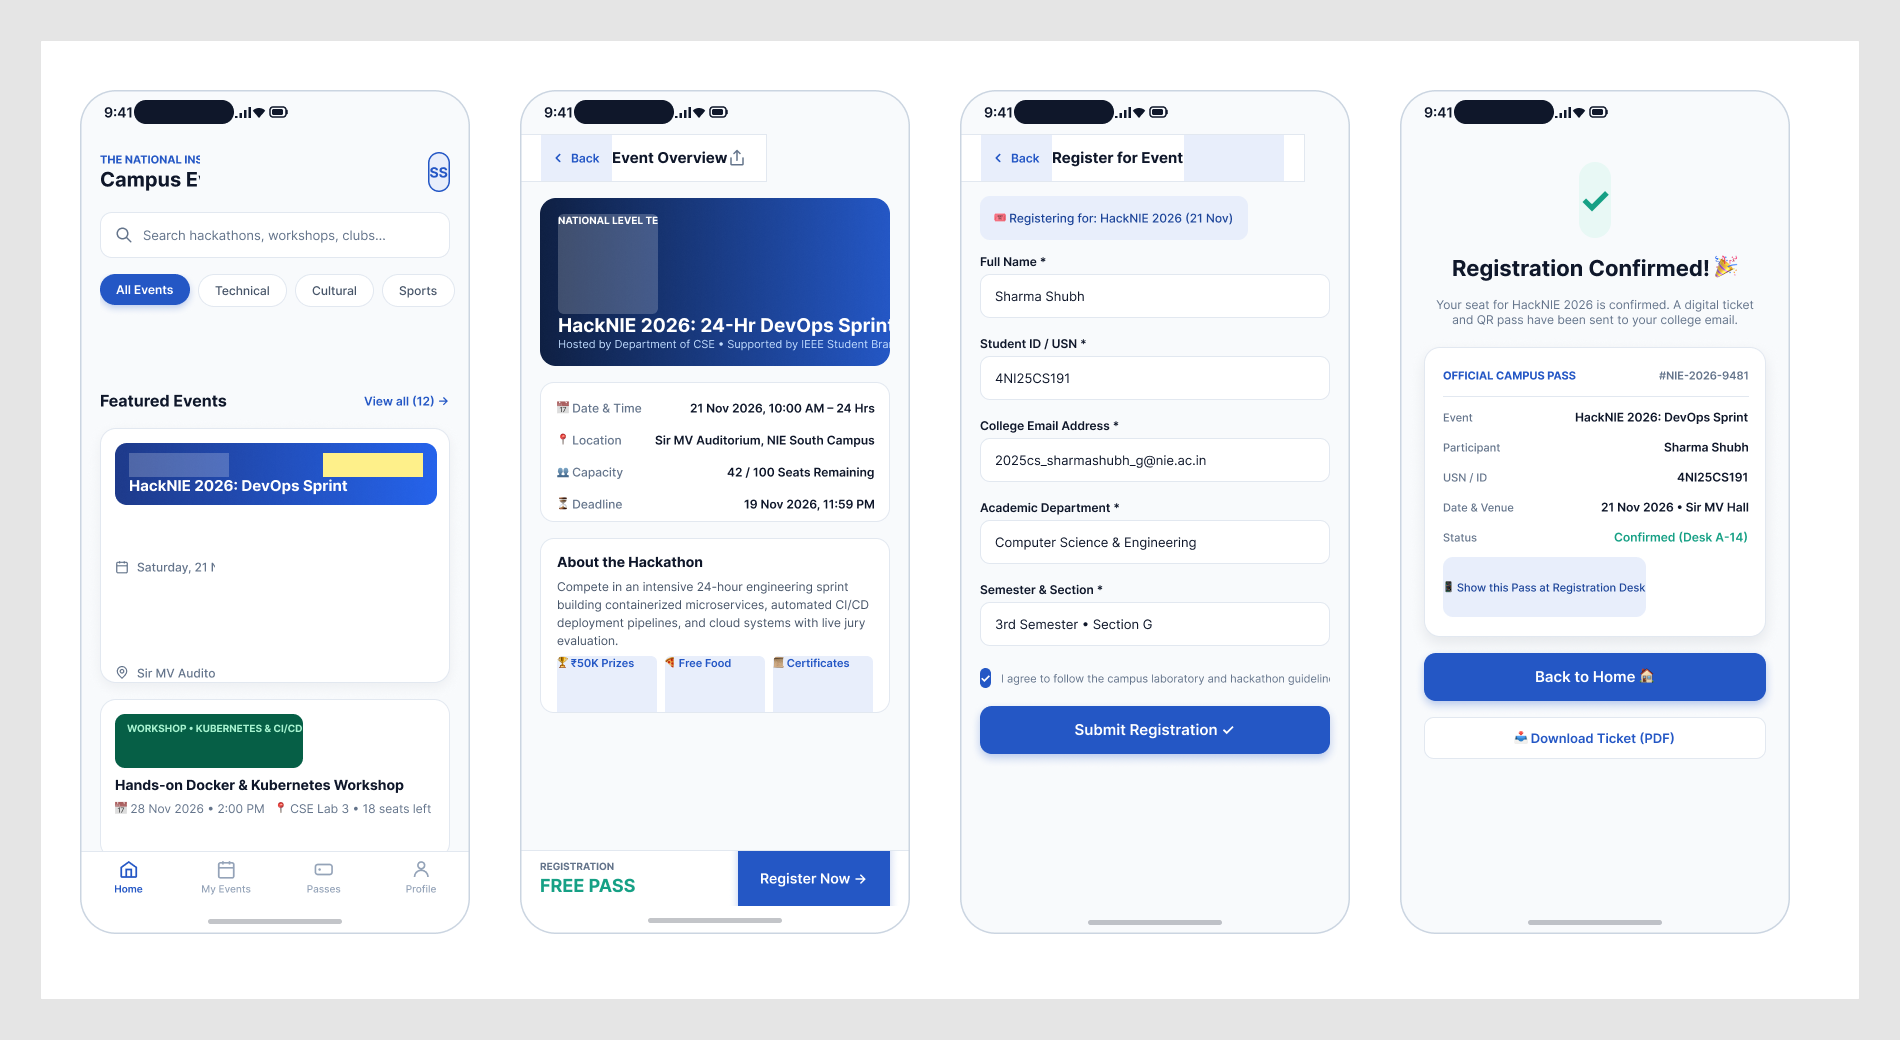 9:41
THE NATIONAL INS
Campus Ev
SS
Search hackathons, workshops, clubs...
All Events
Technical
Cultural
Sports
Featured Events
View all (12) →
HackNIE 2026: DevOps Sprint
Saturday, 21 N
Sir MV Audito
WORKSHOP • KUBERNETES & CI/CD
Hands-on Docker & Kubernetes Workshop
28 Nov 2026 • 2:00 PM
CSE Lab 3 • 18 seats left
Home
My Events
Passes
Profile
9:41
Back
Event Overview
NATIONAL LEVEL TE
HackNIE 2026: 24-Hr DevOps Sprint
Hosted by Department of CSE • Supported by IEEE Student Bran
Date & Time
21 Nov 2026, 10:00 AM – 24 Hrs
Location
Sir MV Auditorium, NIE South Campus
Capacity
42 / 100 Seats Remaining
Deadline
19 Nov 2026, 11:59 PM
About the Hackathon
Compete in an intensive 24-hour engineering sprint
building containerized microservices, automated CI/CD
deployment pipelines, and cloud systems with live jury
evaluation.
₹50K Prizes
Free Food
Certificates
REGISTRATION
FREE PASS
Register Now →
9:41
Back
Register for Event
Registering for: HackNIE 2026 (21 Nov)
Full Name *
Sharma Shubh
Student ID / USN *
4NI25CS191
College Email Address *
2025cs_sharmashubh_g@nie.ac.in
Academic Department *
Computer Science & Engineering
Semester & Section *
3rd Semester • Section G
I agree to follow the campus laboratory and hackathon guideline
Submit Registration ✓
9:41
Registration Confirmed! 🎉
Your seat for HackNIE 2026 is confirmed. A digital ticket
and QR pass have been sent to your college email.
OFFICIAL CAMPUS PASS
#NIE-2026-9481
Event
HackNIE 2026: DevOps Sprint
Participant
Sharma Shubh
USN / ID
4NI25CS191
Date & Venue
21 Nov 2026 • Sir MV Hall
Status
Confirmed (Desk A-14)
Show this Pass at Registration Desk
Back to Home
Download Ticket (PDF)